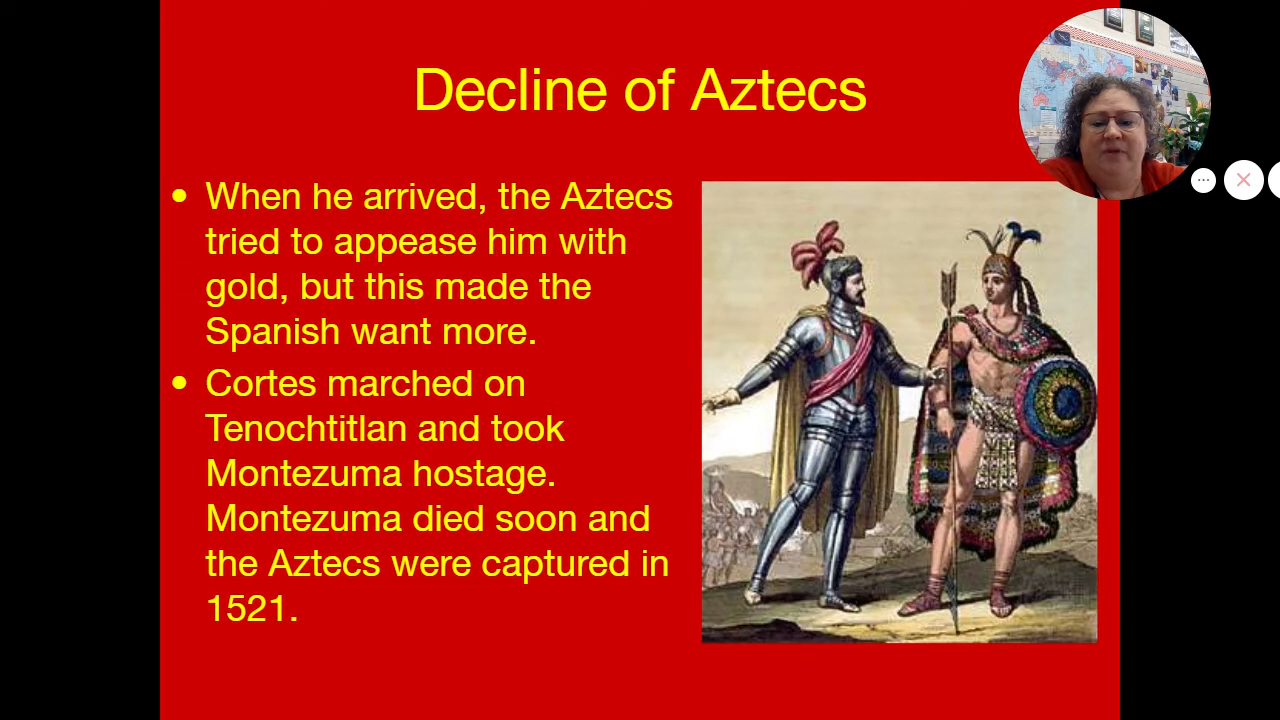 Decline of Aztecs
• When he arrived, the Aztecs
tried to appease him with
gold, but this made the
Spanish want more.
• Cortes marched on
Tenochtitlan and took
Montezuma hostage.
Montezuma died soon and
the Aztecs were captured in
1521.